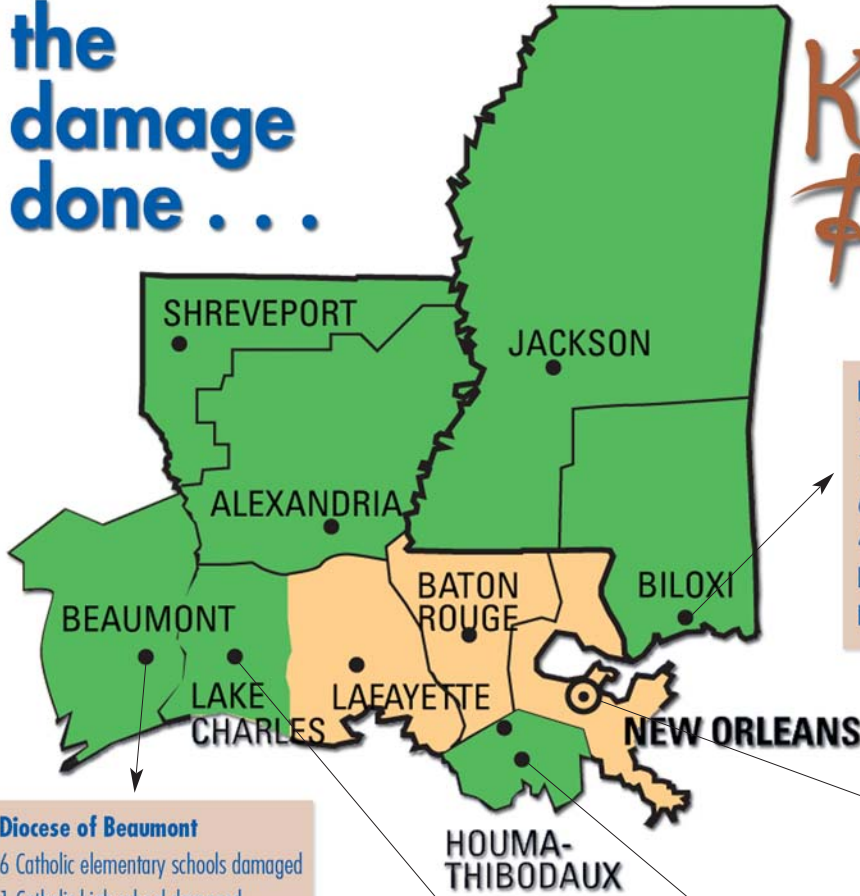 the
damage
done . . .
SHREVEPORT
JACKSON
ALEXANDRIA
BATON
ROUGE
BILOXI
BEAUMONT
LAKE
CHARLES
LAFAYETTE
NEW ORLEANS
HOUMA-
THIBODAUX
Diocese of Beaumont
6 Catholic elementary schools damaged